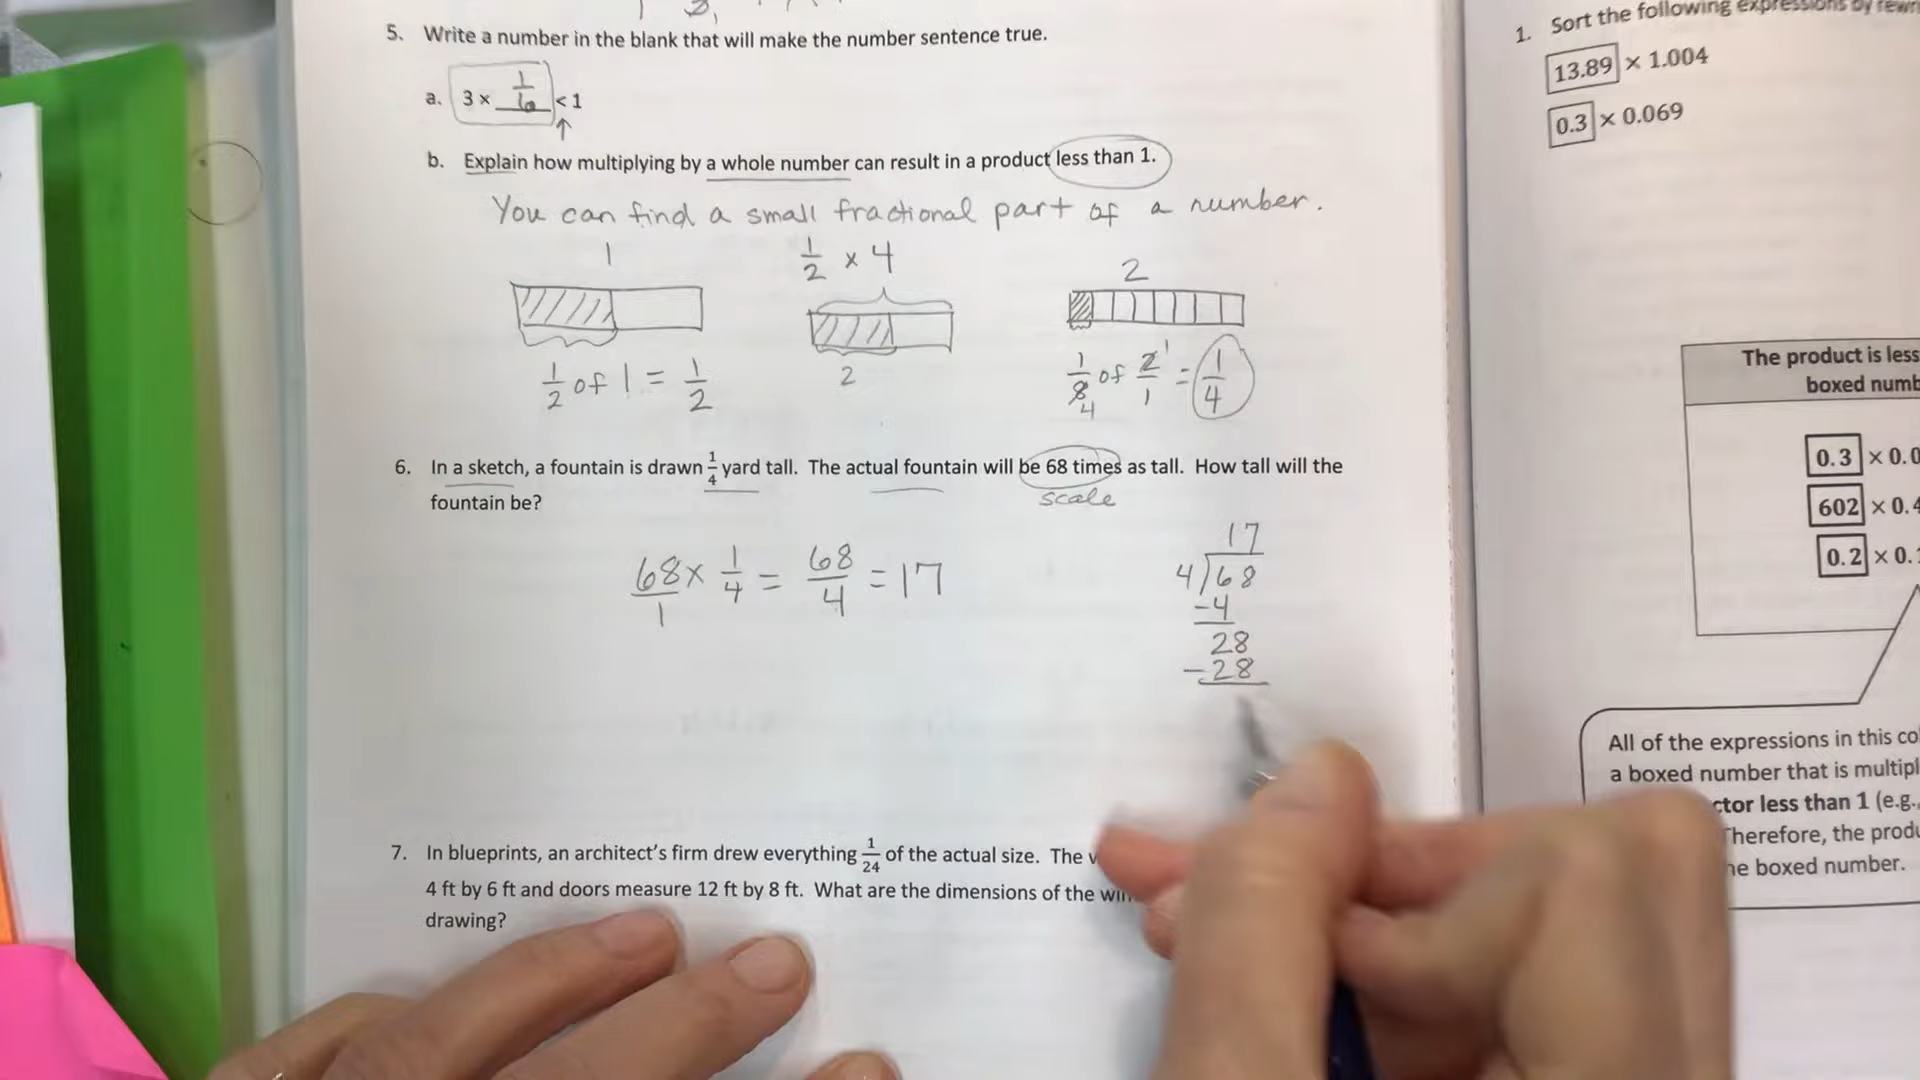 5. Write a number in the blank that will make the number sentence true.
a. 3 × 1/6 < 1
↑
b. Explain how multiplying by a whole number can result in a product less than 1.
You can find a small fractional part of a number.
1
1/2 x 4
2
1/2 of 1 = 1/2
2
1/8 of 2/1 = 1/4
4
1
6. In a sketch, a fountain is drawn 1/4 yard tall. The actual fountain will be 68 times as tall. How tall will the
fountain be?
scale
68/1 x 1/4 = 68/4 = 17
17
4)68
-4
28
-28
7. In blueprints, an architect's firm drew everything 1/24 of the actual size. The
4 ft by 6 ft and doors measure 12 ft by 8 ft. What are the dimensions of the
drawing?
1. Sort the following expressions by
13.89 × 1.004
0.3 × 0.069
The product is less
boxed
0.3 × 0.0
602 × 0.4
0.2 × 0.
All of the expressions in this
a boxed number that is
less than 1 (e.g.,
Therefore, the
boxed number.